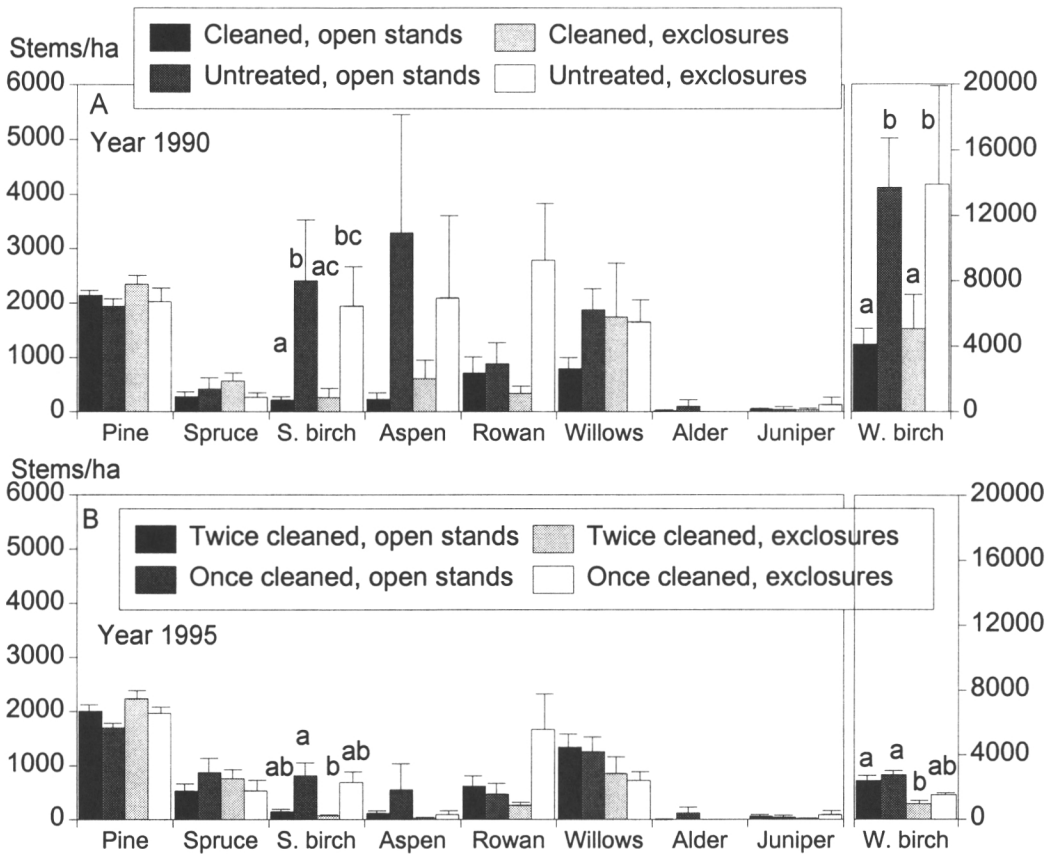 Stems/ha
Cleaned, open stands
Cleaned, exclosures
Untreated, open stands
Untreated, exclosures
A
Year 1990
6000
5000
4000
3000
2000
1000
0
20000
16000
12000
8000
4000
0
a
b
ac
bc
a
b
a
b
Pine Spruce S. birch Aspen Rowan Willows Alder Juniper W. birch
Stems/ha
B
Twice cleaned, open stands
Twice cleaned, exclosures
Once cleaned, open stands
Once cleaned, exclosures
Year 1995
6000
5000
4000
3000
2000
1000
0
20000
16000
12000
8000
4000
0
ab
a
b
ab
a
a
b
ab
Pine Spruce S. birch Aspen Rowan Willows Alder Juniper W. birch